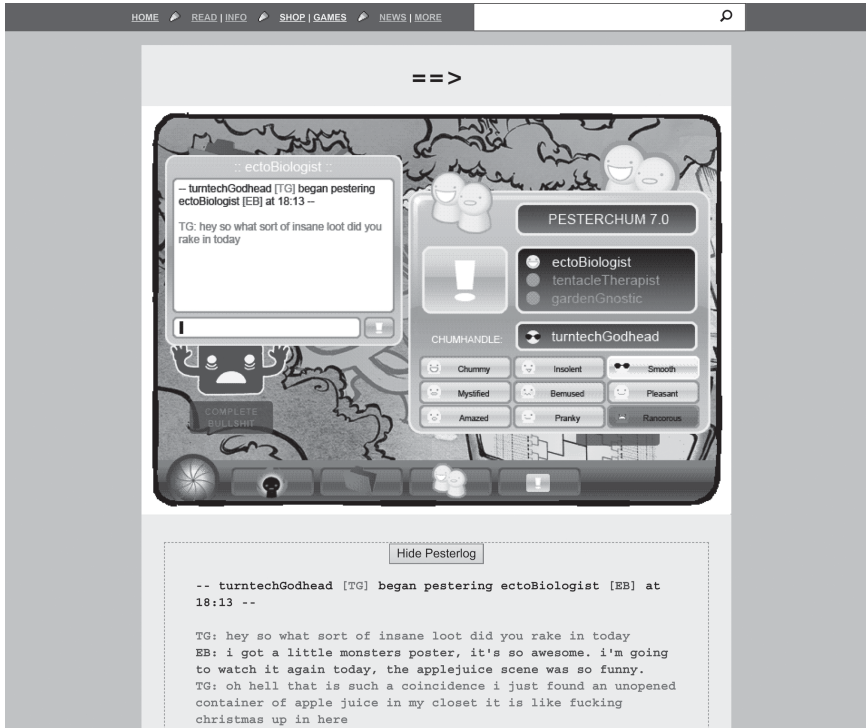 HOME READ | INFO SHOP | GAMES NEWS | MORE
==>
:: ectoBiologist ::
-- turntechGodhead [TG] began pestering
ectoBiologist [EB] at 18:13 --
TG: hey so what sort of insane loot did you
rake in today
PESTERCHUM 7.0
ectoBiologist
tentacleTherapist
gardenGnostic
CHUMHANDLE:
turntechGodhead
Chummy Insolent Smooth
Mystified Bemused Pleasant
Amazed Pranky Rancorous
COMPLETE
BULLSHIT
Hide Pesterlog
-- turntechGodhead [TG] began pestering ectoBiologist [EB] at
18:13 --
TG: hey so what sort of insane loot did you rake in today
EB: i got a little monsters poster, it's so awesome. i'm going
to watch it again today, the applejuice scene was so funny.
TG: oh hell that is such a coincidence i just found an unopened
container of apple juice in my closet it is like fucking
christmas up in here